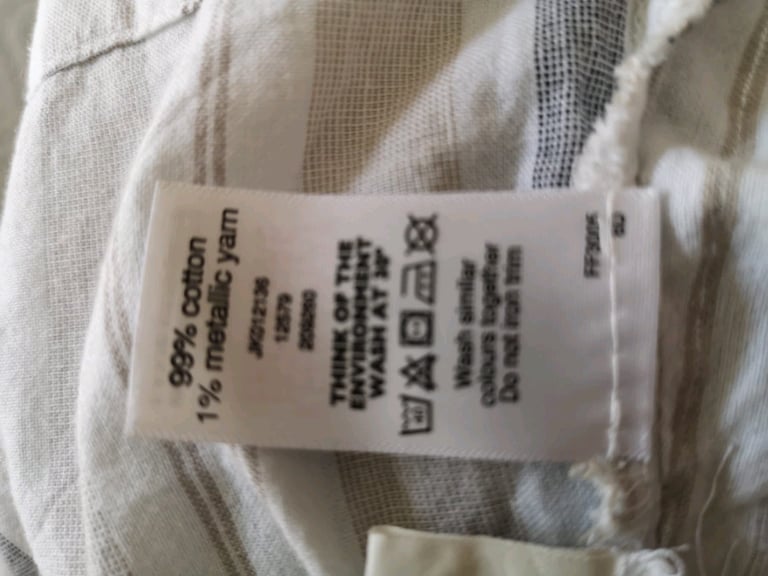 99% cotton
1% metallic yarn
JK012136
12579
209260
THINK OF THE
ENVIRONMENT
WASH AT 30°
Wash similar
colours together
Do not iron trim